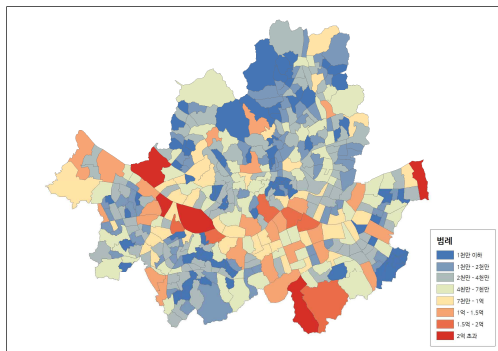 범례
1천만 이하
1천만 - 2천만
2천만 - 4천만
4천만 - 7천만
7천만 - 1억
1억 - 1.5억
1.5억 - 2억
2억 초과